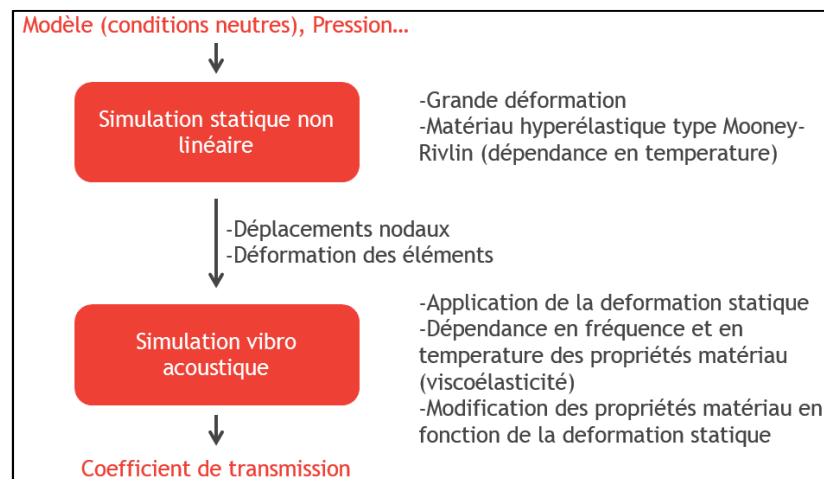 Modèle (conditions neutres), Pression…
Simulation statique non
linéaire
-Grande déformation
-Matériau hyperélastique type Mooney-
Rivlin (dépendance en temperature)
-Déplacements nodaux
-Déformation des éléments
Simulation vibro
acoustique
-Application de la deformation statique
-Dépendance en fréquence et en
temperature des propriétés matériau
(viscoélasticité)
-Modification des propriétés matériau en
fonction de la deformation statique
Coefficient de transmission